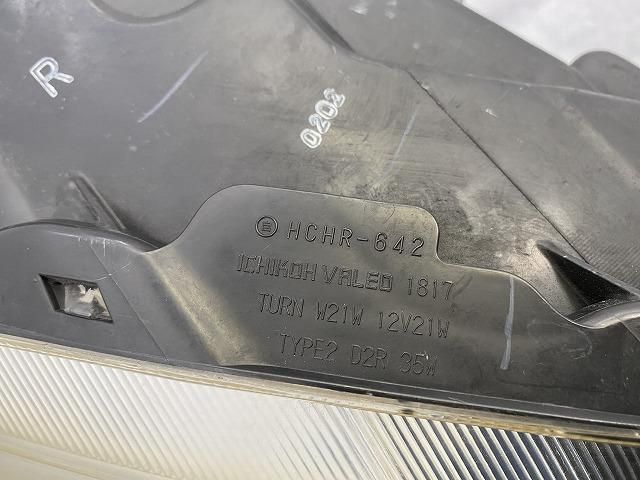 R
0202
HCHR-642
ICHIKOH VALEO 1817
TURN W21W 12V21W
TYPE2 D2R 35W